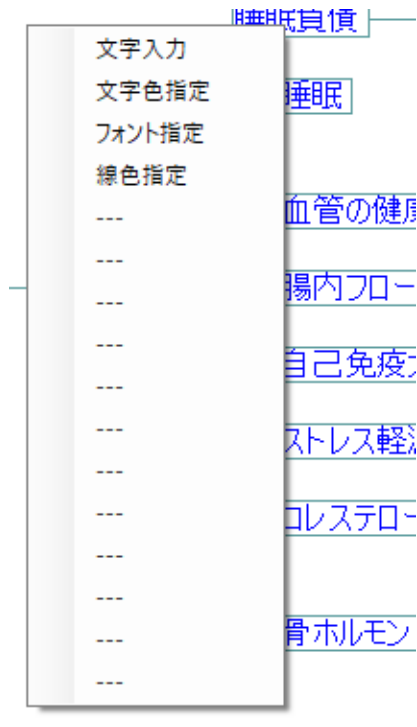 睡眠負債
文字入力
文字色指定
フォント指定
線色指定
---
---
---
---
---
---
---
---
---
---
---
---
睡眠
血管の健康
腸内フロー
自己免疫
ストレス軽減
コレステロー
骨ホルモン